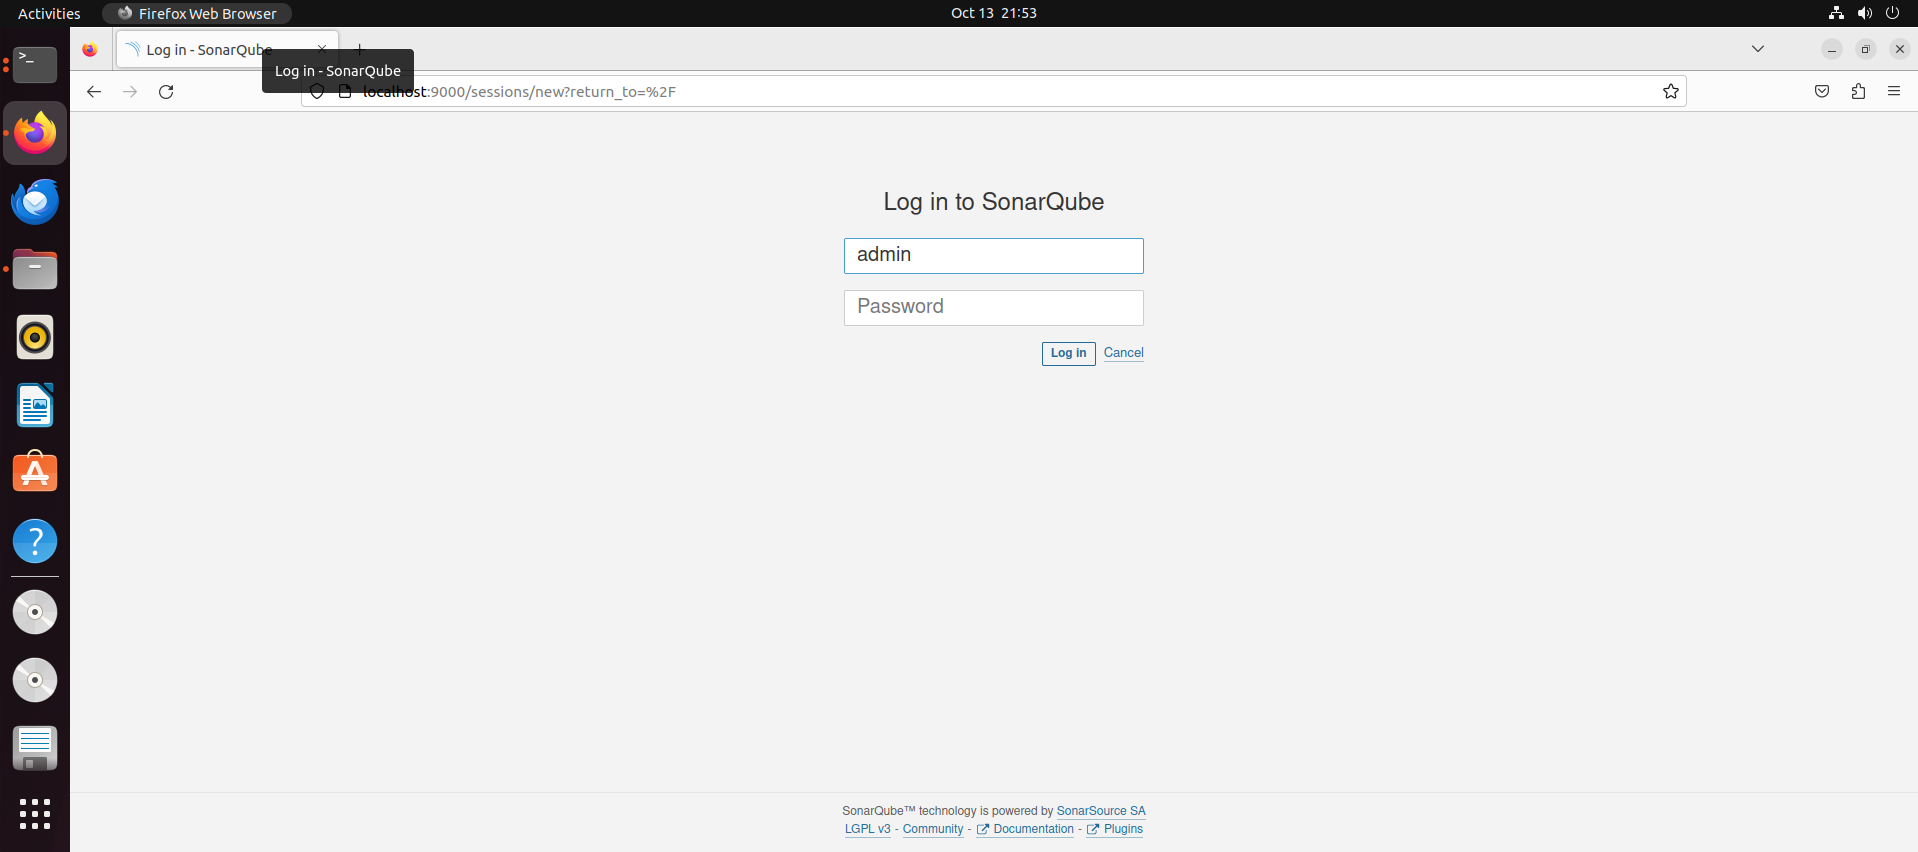 Activities
Firefox Web Browser
Oct 13 21:53
Log in - SonarQube
Log in - SonarQube
localhost:9000/sessions/new?return_to=%2F
Log in to SonarQube
admin
Password
Log in
Cancel
SonarQube™ technology is powered by SonarSource SA
LGPL v3 - Community - Documentation - Plugins